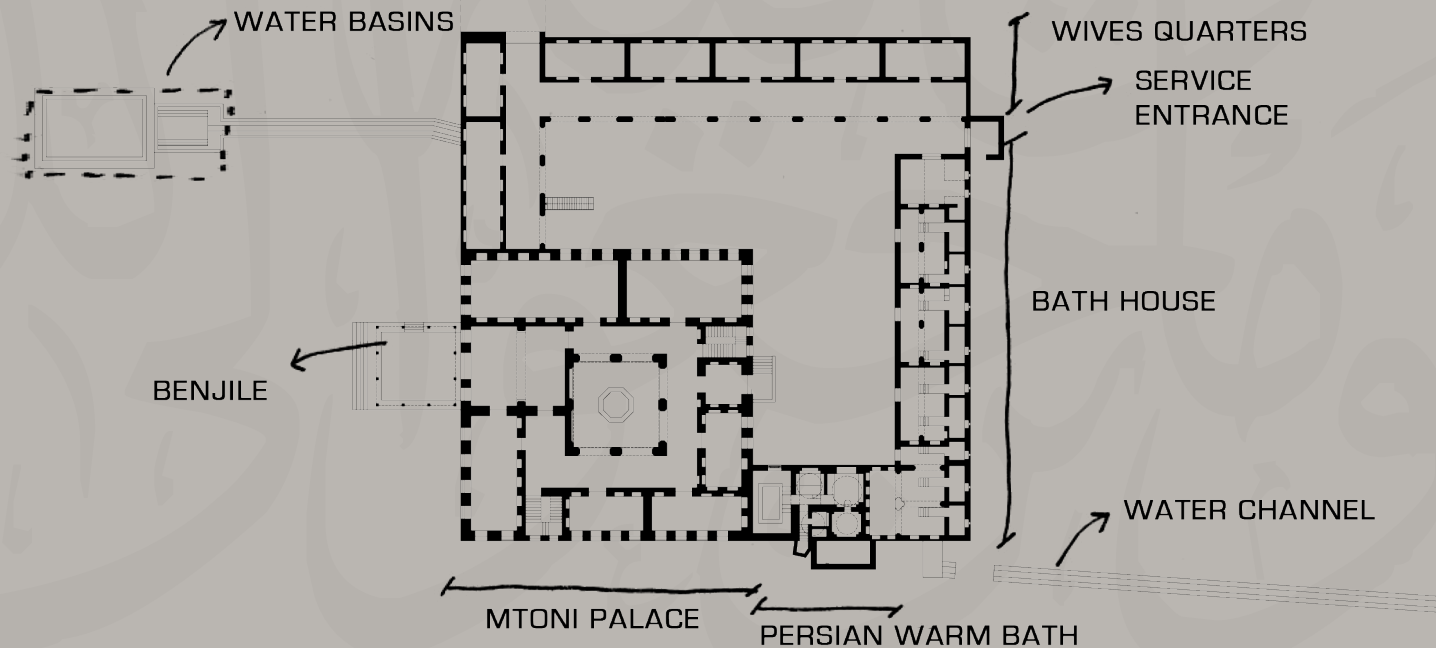 WATER BASINS
WIVES QUARTERS
SERVICE
ENTRANCE
BATH HOUSE
BENJILE
WATER CHANNEL
MTONI PALACE
PERSIAN WARM BATH